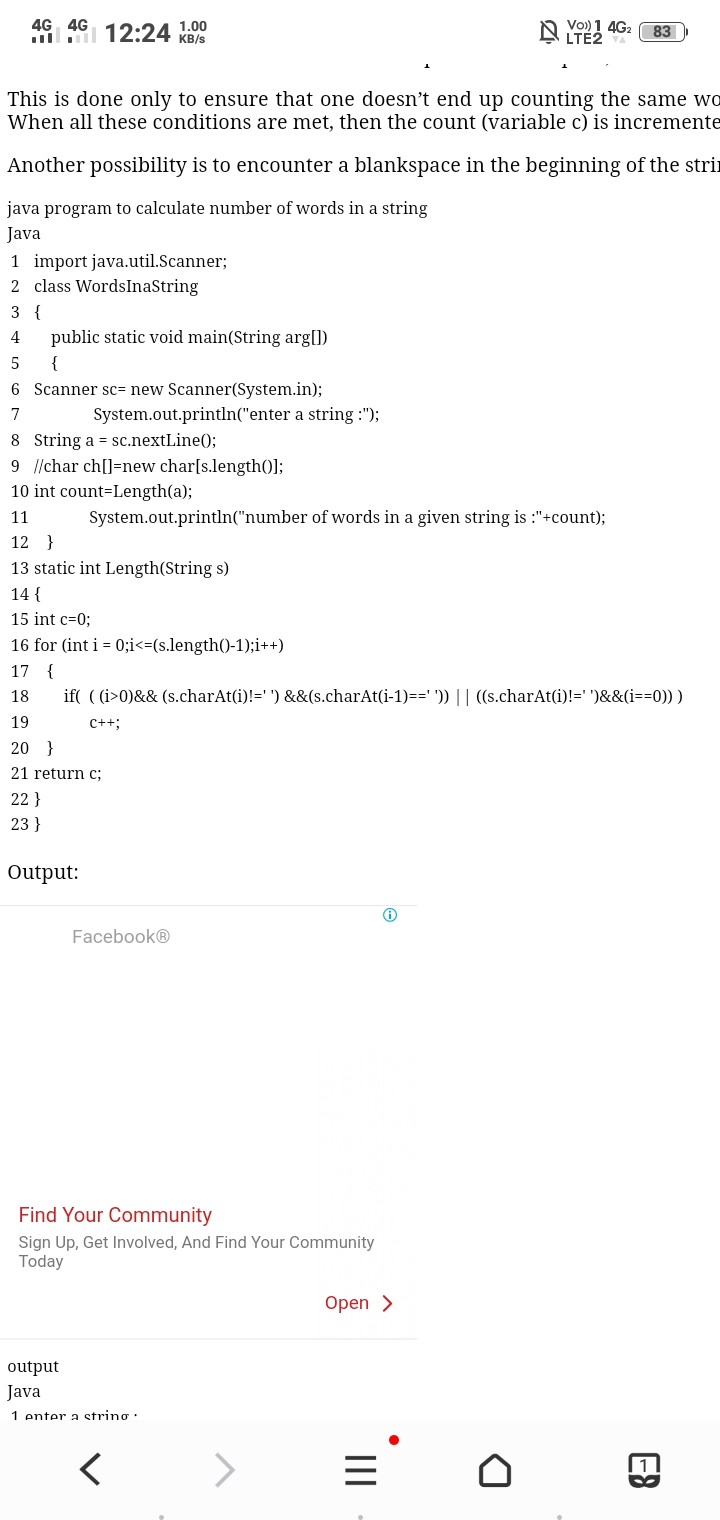 4G 4G 12:24 1.00 KB/s Vo)) 1 4G2 LTE2 83
This is done only to ensure that one doesn’t end up counting the same wo
When all these conditions are met, then the count (variable c) is incremente
Another possibility is to encounter a blankspace in the beginning of the stri
java program to calculate number of words in a string
Java
1 import java.util.Scanner;
2 class WordsInaString
3 {
4 public static void main(String arg[])
5 {
6 Scanner sc= new Scanner(System.in);
7 System.out.println("enter a string :");
8 String a = sc.nextLine();
9 //char ch[]=new char[s.length()];
10 int count=Length(a);
11 System.out.println("number of words in a given string is :"+count);
12 }
13 static int Length(String s)
14 {
15 int c=0;
16 for (int i = 0;i<=(s.length()-1);i++)
17 {
18 if( ( (i>0)&& (s.charAt(i)!=' ') &&(s.charAt(i-1)==' ')) || ((s.charAt(i)!=' ')&&(i==0)) )
19 c++;
20 }
21 return c;
22 }
23 }
Output:
Facebook®
Find Your Community
Sign Up, Get Involved, And Find Your Community
Today
Open
output
Java
1 enter a string :
1